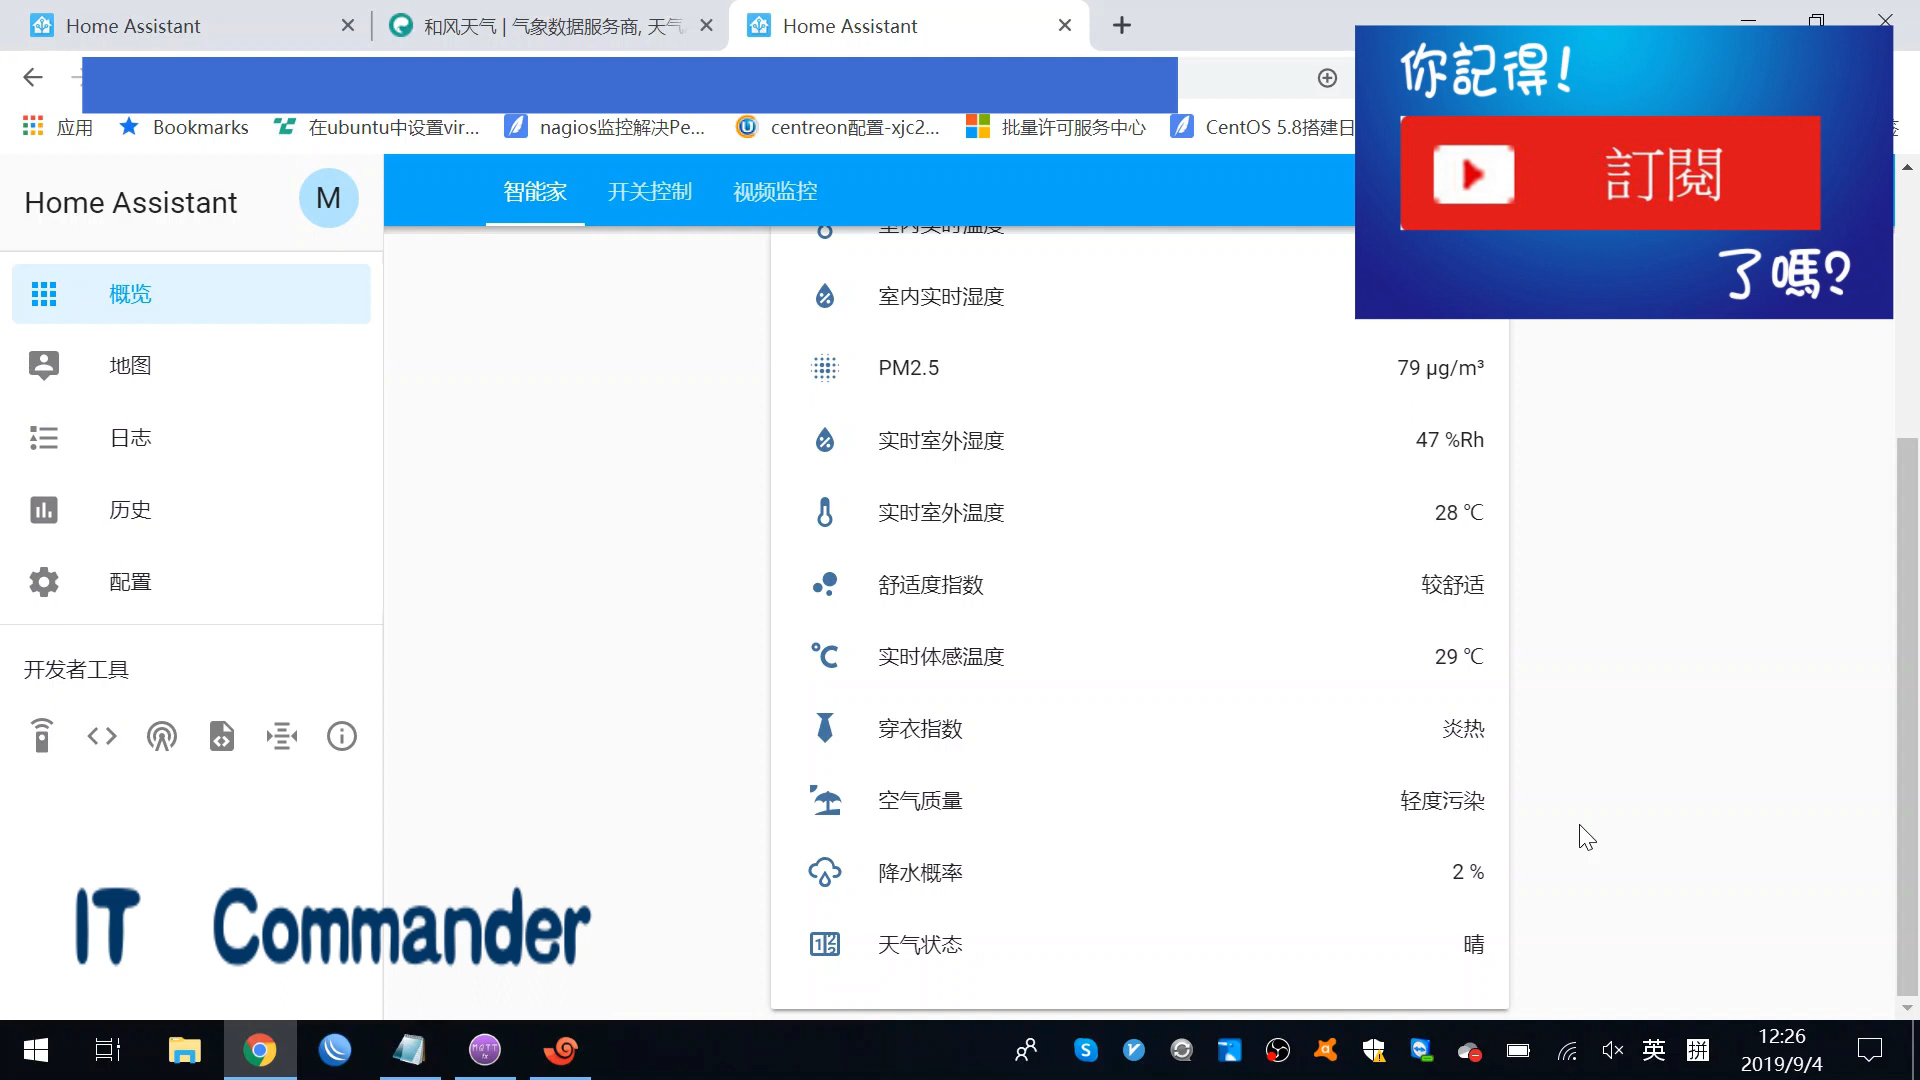 Home Assistant
和风天气 | 气象数据服务商, 天气
Home Assistant
你記得!
訂閱
了嗎?
应用
Bookmarks
在ubuntu中设置vir...
nagios监控解决Pe...
centreon配置-xjc2...
批量许可服务中心
CentOS 5.8搭建日
Home Assistant
M
智能家
开关控制
视频监控
概览
地图
日志
历史
配置
开发者工具
室内实时温度
室内实时湿度
PM2.5 79 µg/m³
实时室外湿度 47 %Rh
实时室外温度 28 ℃
舒适度指数 较舒适
实时体感温度 29 ℃
穿衣指数 炎热
空气质量 轻度污染
降水概率 2 %
天气状态 晴
IT Commander
英
拼
12:26
2019/9/4